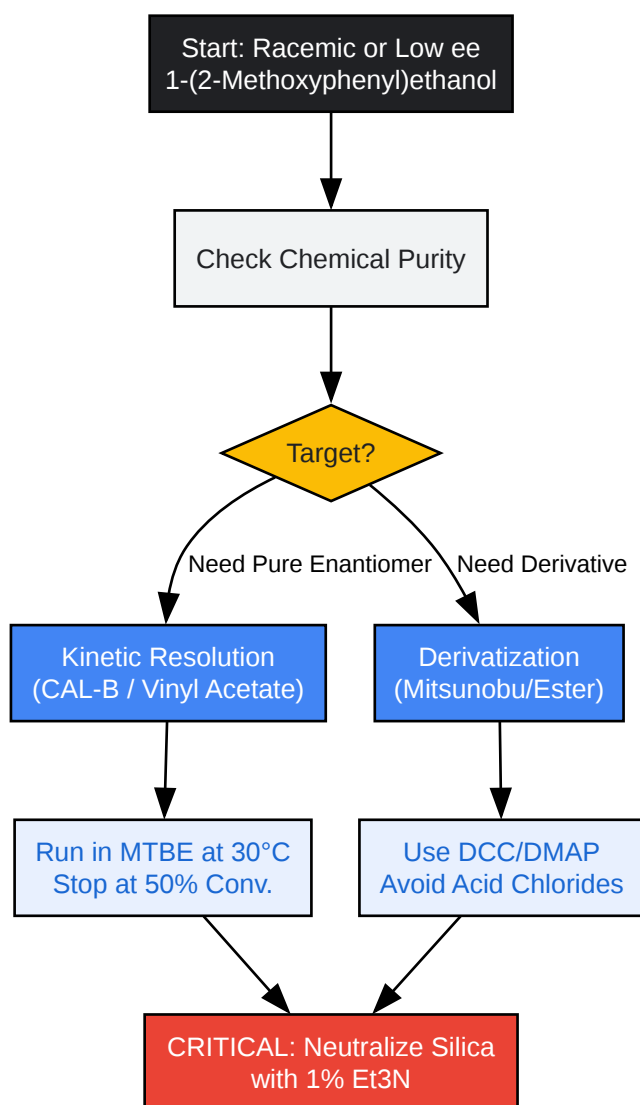 Start: Racemic or Low ee
1-(2-Methoxyphenyl)ethanol
Check Chemical Purity
Target?
Need Pure Enantiomer
Need Derivative
Kinetic Resolution
(CAL-B / Vinyl Acetate)
Derivatization
(Mitsunobu/Ester)
Run in MTBE at 30°C
Stop at 50% Conv.
Use DCC/DMAP
Avoid Acid Chlorides
CRITICAL: Neutralize Silica
with 1% Et3N